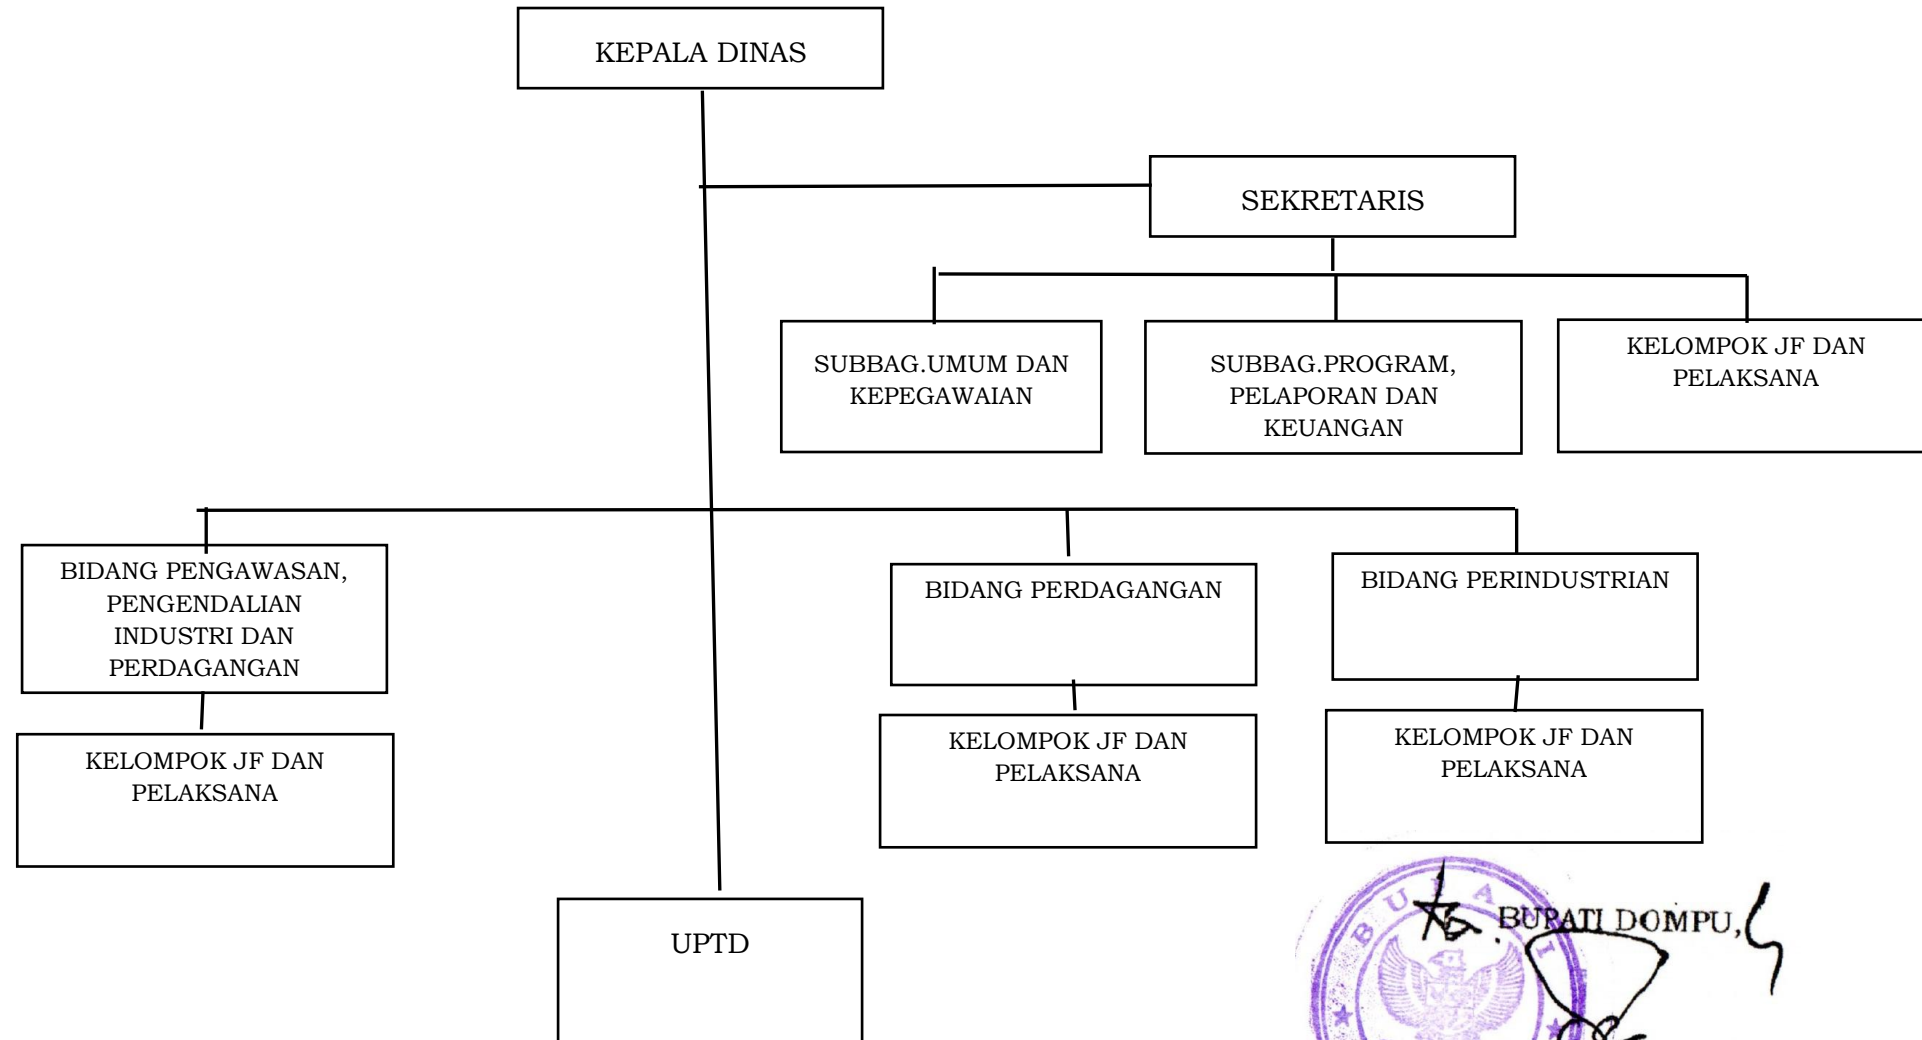 KEPALA DINAS
SEKRETARIS
SUBBAG.UMUM DAN
KEPEGAWAIAN
SUBBAG.PROGRAM,
PELAPORAN DAN
KEUANGAN
KELOMPOK JF DAN
PELAKSANA
BIDANG PENGAWASAN,
PENGENDALIAN
INDUSTRI DAN
PERDAGANGAN
BIDANG PERDAGANGAN
BIDANG PERINDUSTRIAN
KELOMPOK JF DAN
PELAKSANA
KELOMPOK JF DAN
PELAKSANA
KELOMPOK JF DAN
PELAKSANA
UPTD
BUPATI DOMPU,
BUPATI